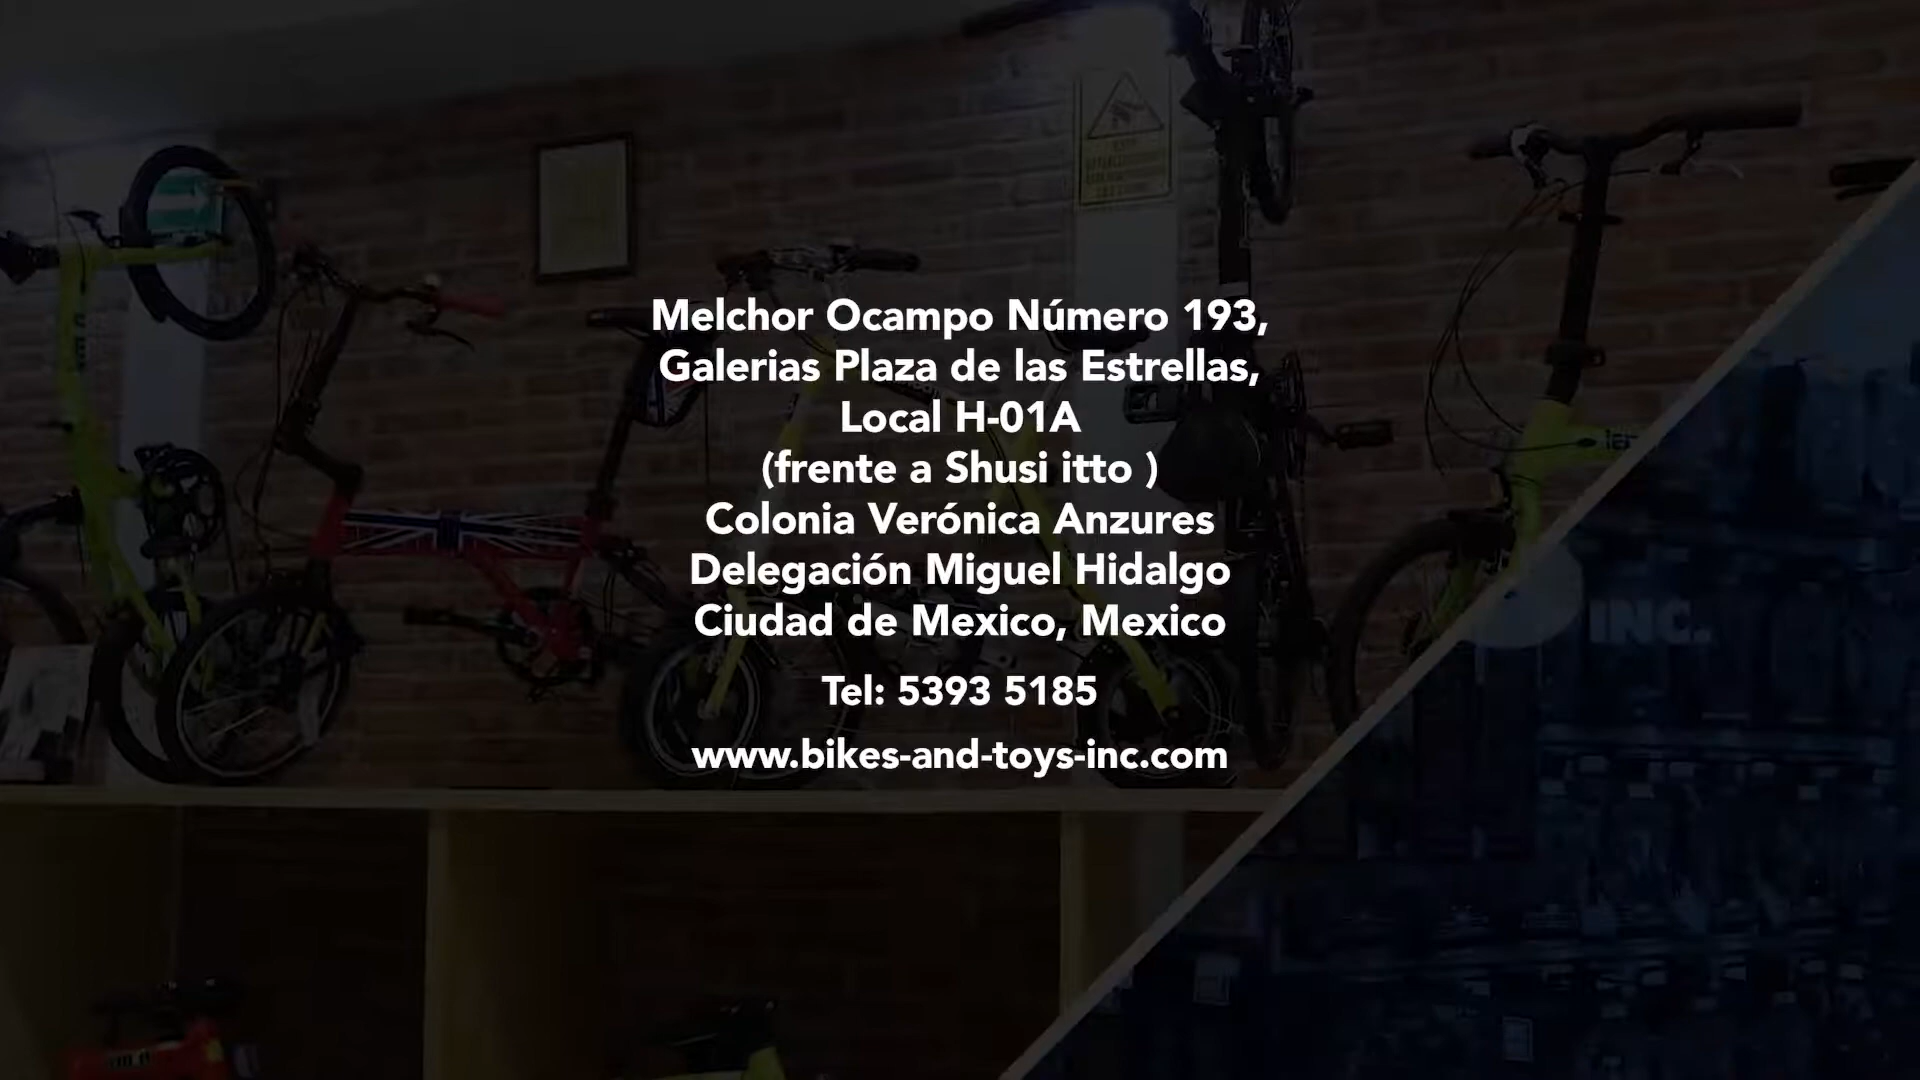 Melchor Ocampo Número 193,
Galerias Plaza de las Estrellas,
Local H-01A
(frente a Shusi itto )
Colonia Verónica Anzures
Delegación Miguel Hidalgo
Ciudad de Mexico, Mexico
Tel: 5393 5185
www.bikes-and-toys-inc.com
INC.